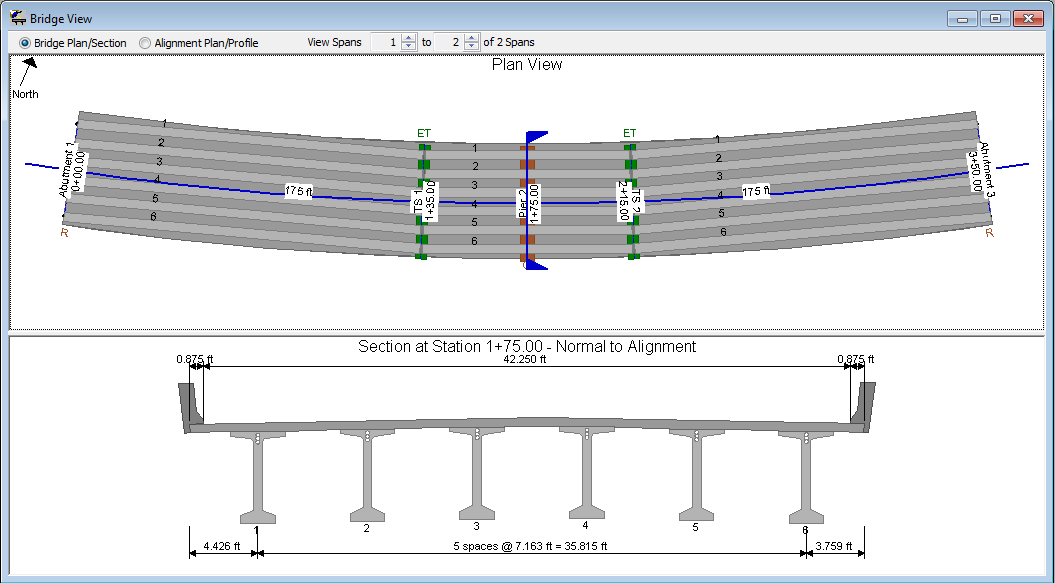 Bridge View
Bridge Plan/Section Alignment Plan/Profile View Spans 1 to 2 of 2 Spans
Plan View
North
ET ET
1 1 1
2 2 2
3 3 3
4 4 4
5 5 5
6 6 6
Abutment 1
0+00.00
175 ft
TS 1
1+35.00
Pier 2
1+75.00
2+15.00
TS 2
175 ft
Abutment 3
3+50.00
R R
Section at Station 1+75.00 - Normal to Alignment
0.875 ft 42.250 ft 0.875 ft
1 2 3 4 5 6
4.426 ft 5 spaces @ 7.163 ft = 35.815 ft 3.759 ft